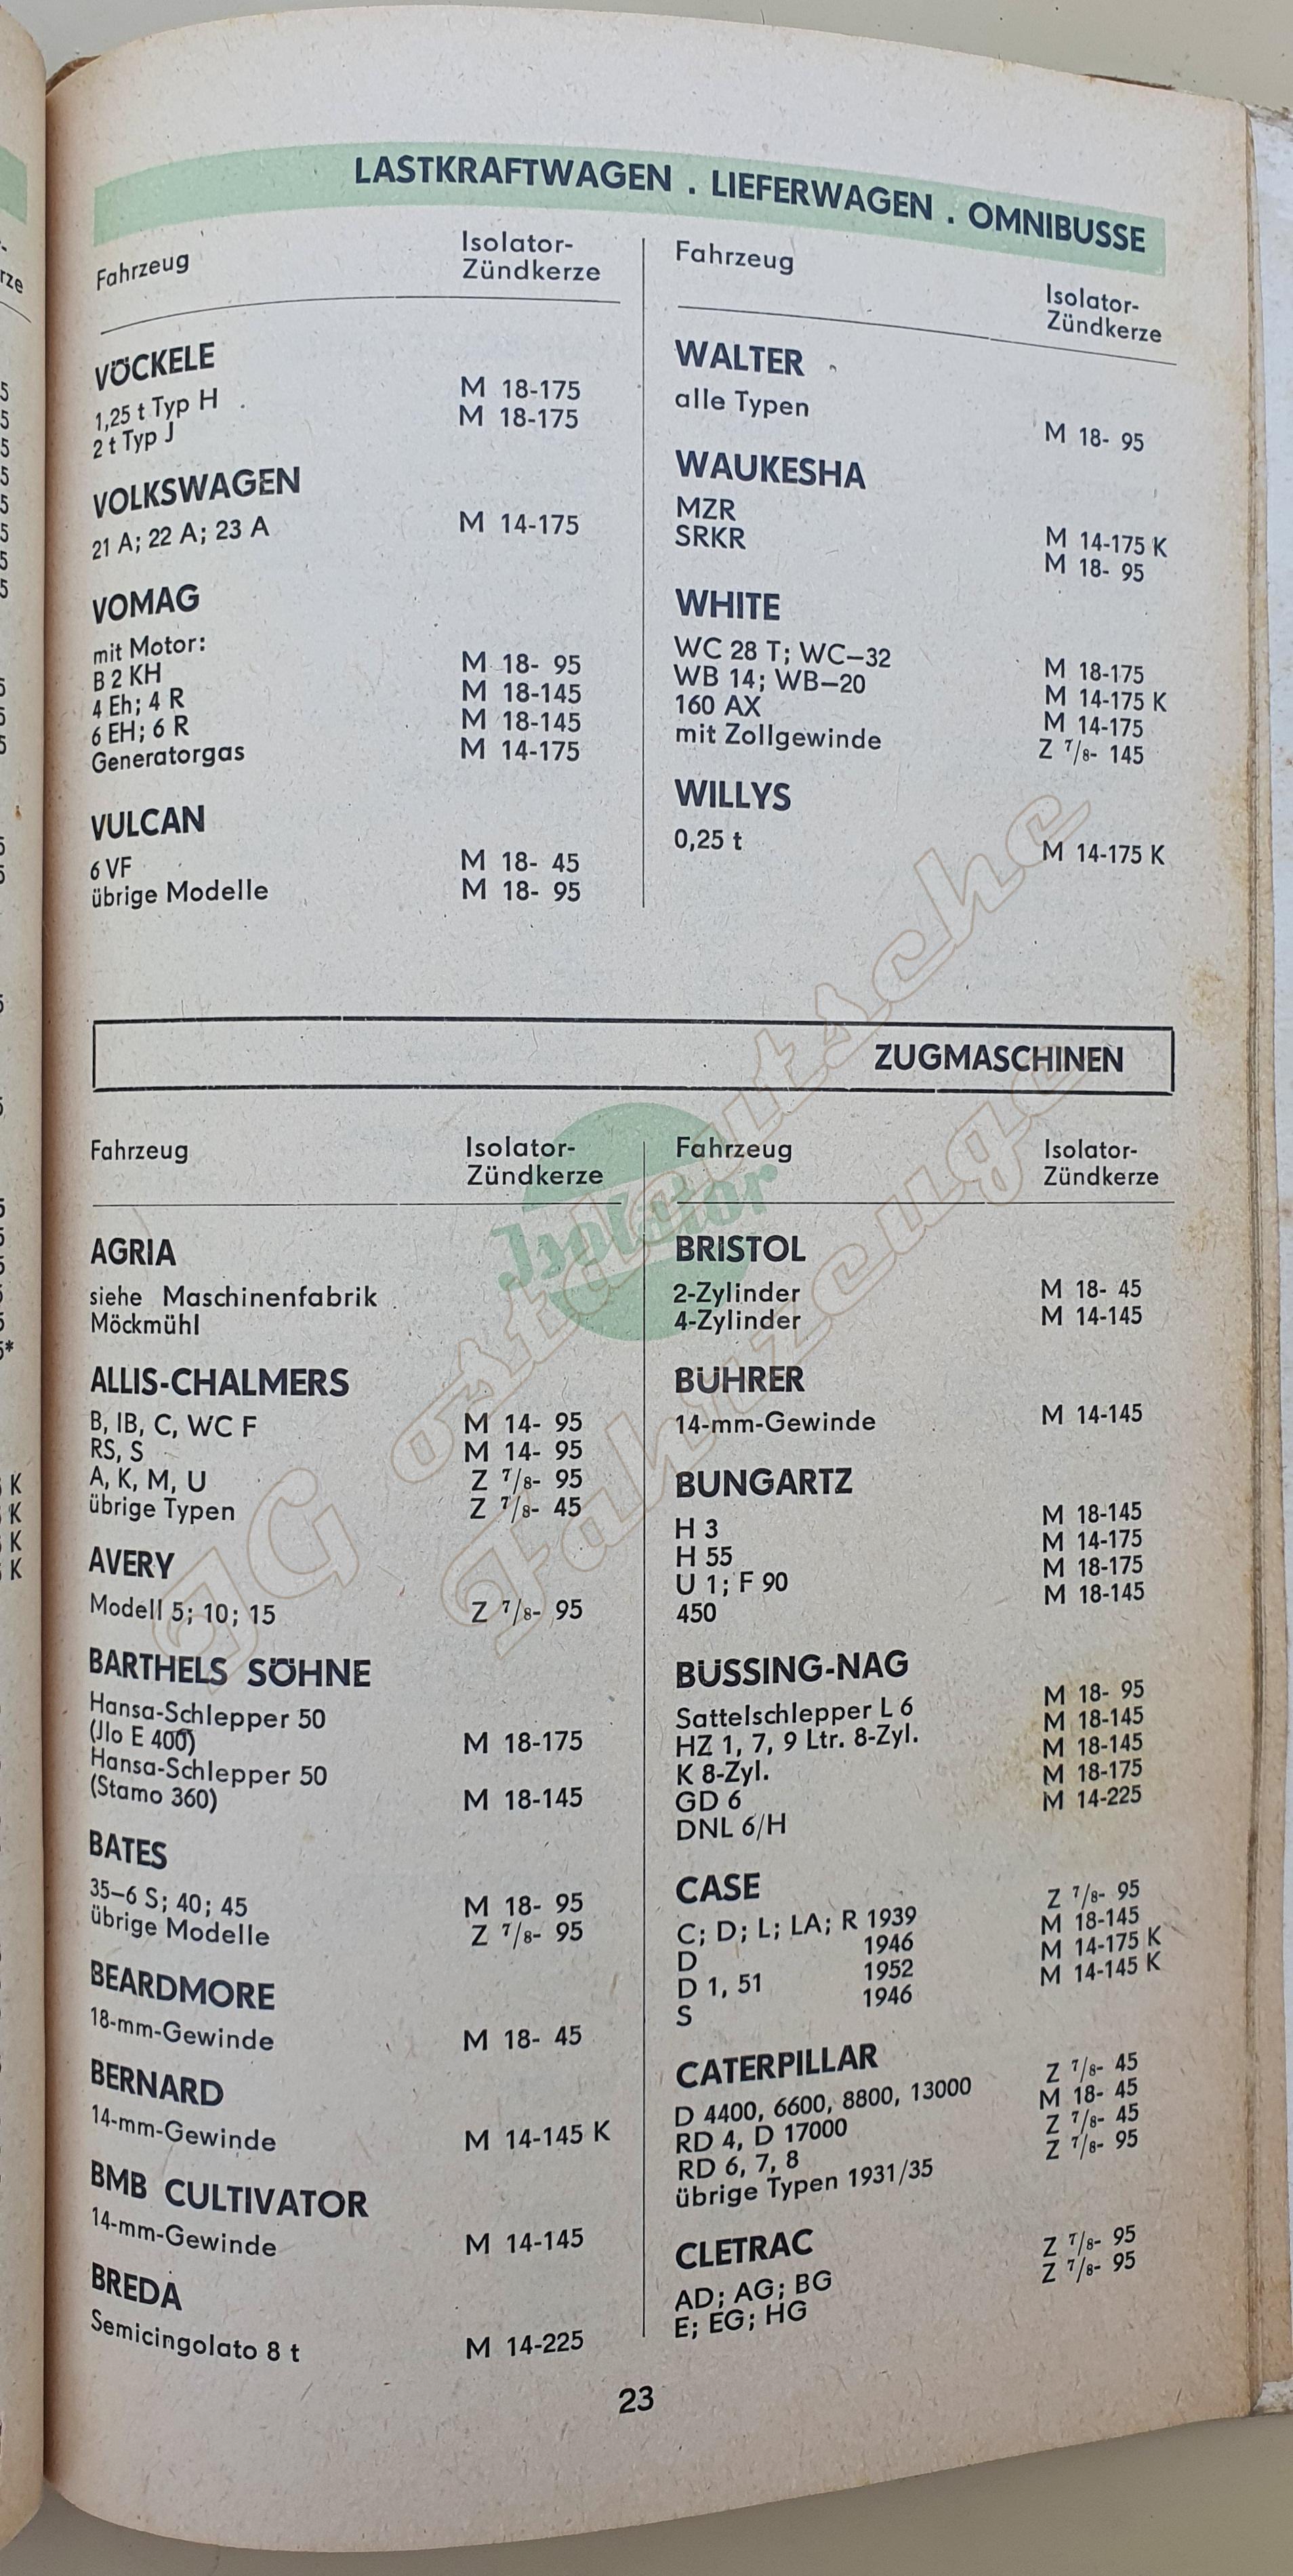 LASTKRAFTWAGEN . LIEFERWAGEN . OMNIBUSSE
Fahrzeug Isolator-
Zündkerze
VÖCKELE
1,25 t Typ H M 18-175
2 t Typ J M 18-175
VOLKSWAGEN
21 A; 22 A; 23 A M 14-175
VOMAG
mit Motor:
B 2 KH M 18- 95
4 Eh; 4 R M 18-145
6 EH; 6 R M 18-145
Generatorgas M 14-175
VULCAN
6 VF M 18- 45
übrige Modelle M 18- 95
Fahrzeug Isolator-
Zündkerze
WALTER
alle Typen M 18- 95
WAUKESHA
MZR M 14-175 K
SRKR M 18- 95
WHITE
WC 28 T; WC–32 M 18-175
WB 14; WB–20 M 14-175 K
160 AX M 14-175
mit Zollgewinde Z 7/8- 145
WILLYS
0,25 t M 14-175 K
ZUGMASCHINEN
Isolator
Fahrzeug Isolator-
Zündkerze
AGRIA
siehe Maschinenfabrik
Möckmühl
ALLIS-CHALMERS
B, IB, C, WC F M 14- 95
RS, S M 14- 95
A, K, M, U Z 7/8- 95
übrige Typen Z 7/8- 45
AVERY
Modell 5; 10; 15 Z 7/8- 95
BARTHELS SÖHNE
Hansa-Schlepper 50
(Jlo E 400) M 18-175
Hansa-Schlepper 50
(Stamo 360) M 18-145
BATES
35–6 S; 40; 45 M 18- 95
übrige Modelle Z 7/8- 95
BEARDMORE
18-mm-Gewinde M 18- 45
BERNARD
14-mm-Gewinde M 14-145 K
BMB CULTIVATOR
14-mm-Gewinde M 14-145
BREDA
Semicingolato 8 t M 14-225
Fahrzeug Isolator-
Zündkerze
BRISTOL
2-Zylinder M 18- 45
4-Zylinder M 14-145
BÜHRER
14-mm-Gewinde M 14-145
BUNGARTZ
H 3 M 18-145
H 55 M 14-175
U 1; F 90 M 18-175
450 M 18-145
BÜSSING-NAG
Sattelschlepper L 6 M 18- 95
HZ 1, 7, 9 Ltr. 8-Zyl. M 18-145
K 8-Zyl. M 18-145
GD 6 M 18-175
DNL 6/H M 14-225
CASE
C; D; L; LA; R 1939 Z 7/8- 95
D 1946 M 18-145
D 1, 51 1952 M 14-175 K
S 1946 M 14-145 K
CATERPILLAR
D 4400, 6600, 8800, 13000 Z 7/8- 45
RD 4, D 17000 M 18- 45
RD 6, 7, 8 Z 7/8- 45
übrige Typen 1931/35 Z 7/8- 95
CLETRAC
AD; AG; BG Z 7/8- 95
E; EG; HG Z 7/8- 95
23
IG ostdeutsche
Fahrzeuge